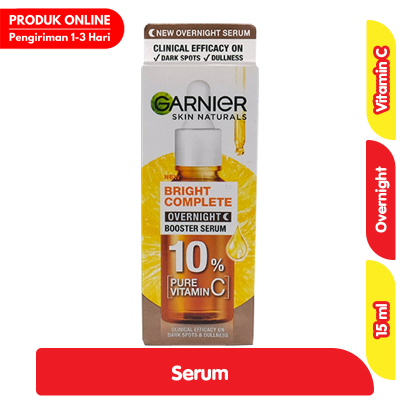 PRODUK ONLINE
Pengiriman 1-3 Hari
NEW OVERNIGHT SERUM
CLINICAL EFFICACY ON
✓DARK SPOTS ✓DULLNESS
GARNIER
SKIN NATURALS
NEW
BRIGHT
COMPLETE
OVERNIGHT
BOOSTER SERUM
10%
PURE
VITAMIN C
CLINICAL EFFICACY ON
DARK SPOTS & DULLNESS
Vitamin C
Overnight
15 ml
Serum